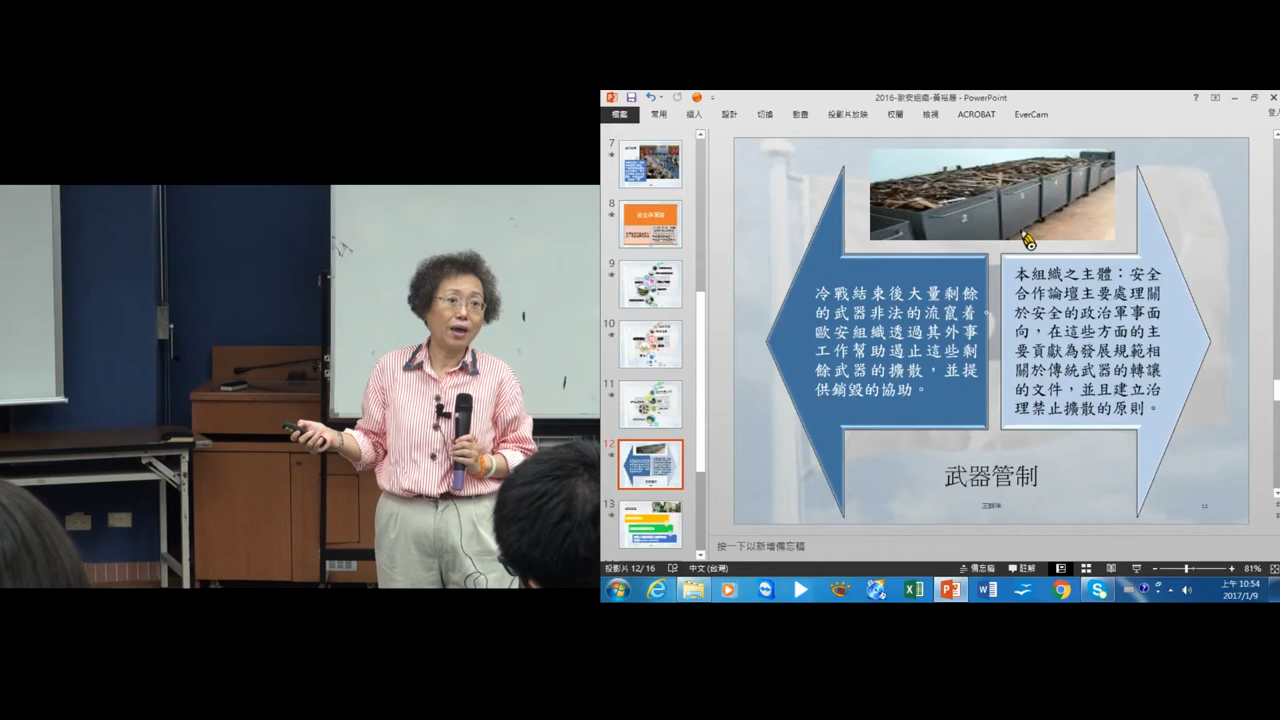 2016-歐安組織-黃裕晟 - PowerPoint
檔案 常用 插入 設計 切換 動畫 投影片放映 校閱 檢視 ACROBAT EverCam
7
8
9
10
11
12
13
冷戰結束後大量剩餘
的武器非法的流竄着。
歐安組織透過其外事
工作幫助遏止這些剩
餘武器的擴散，並提
供銷毀的協助。
本組織之主體：安全
合作論壇主要處理關
於安全的政治軍事面
向，在這些方面的主
要貢獻為發展規範相
關於傳統武器的轉讓
的文件，並且建立治
理禁止擴散的原則。
武器管制
按一下以新增備忘稿
投影片 12/16 中文 (台灣) 備忘稿 註解 81%
上午 10:54
2017/1/9